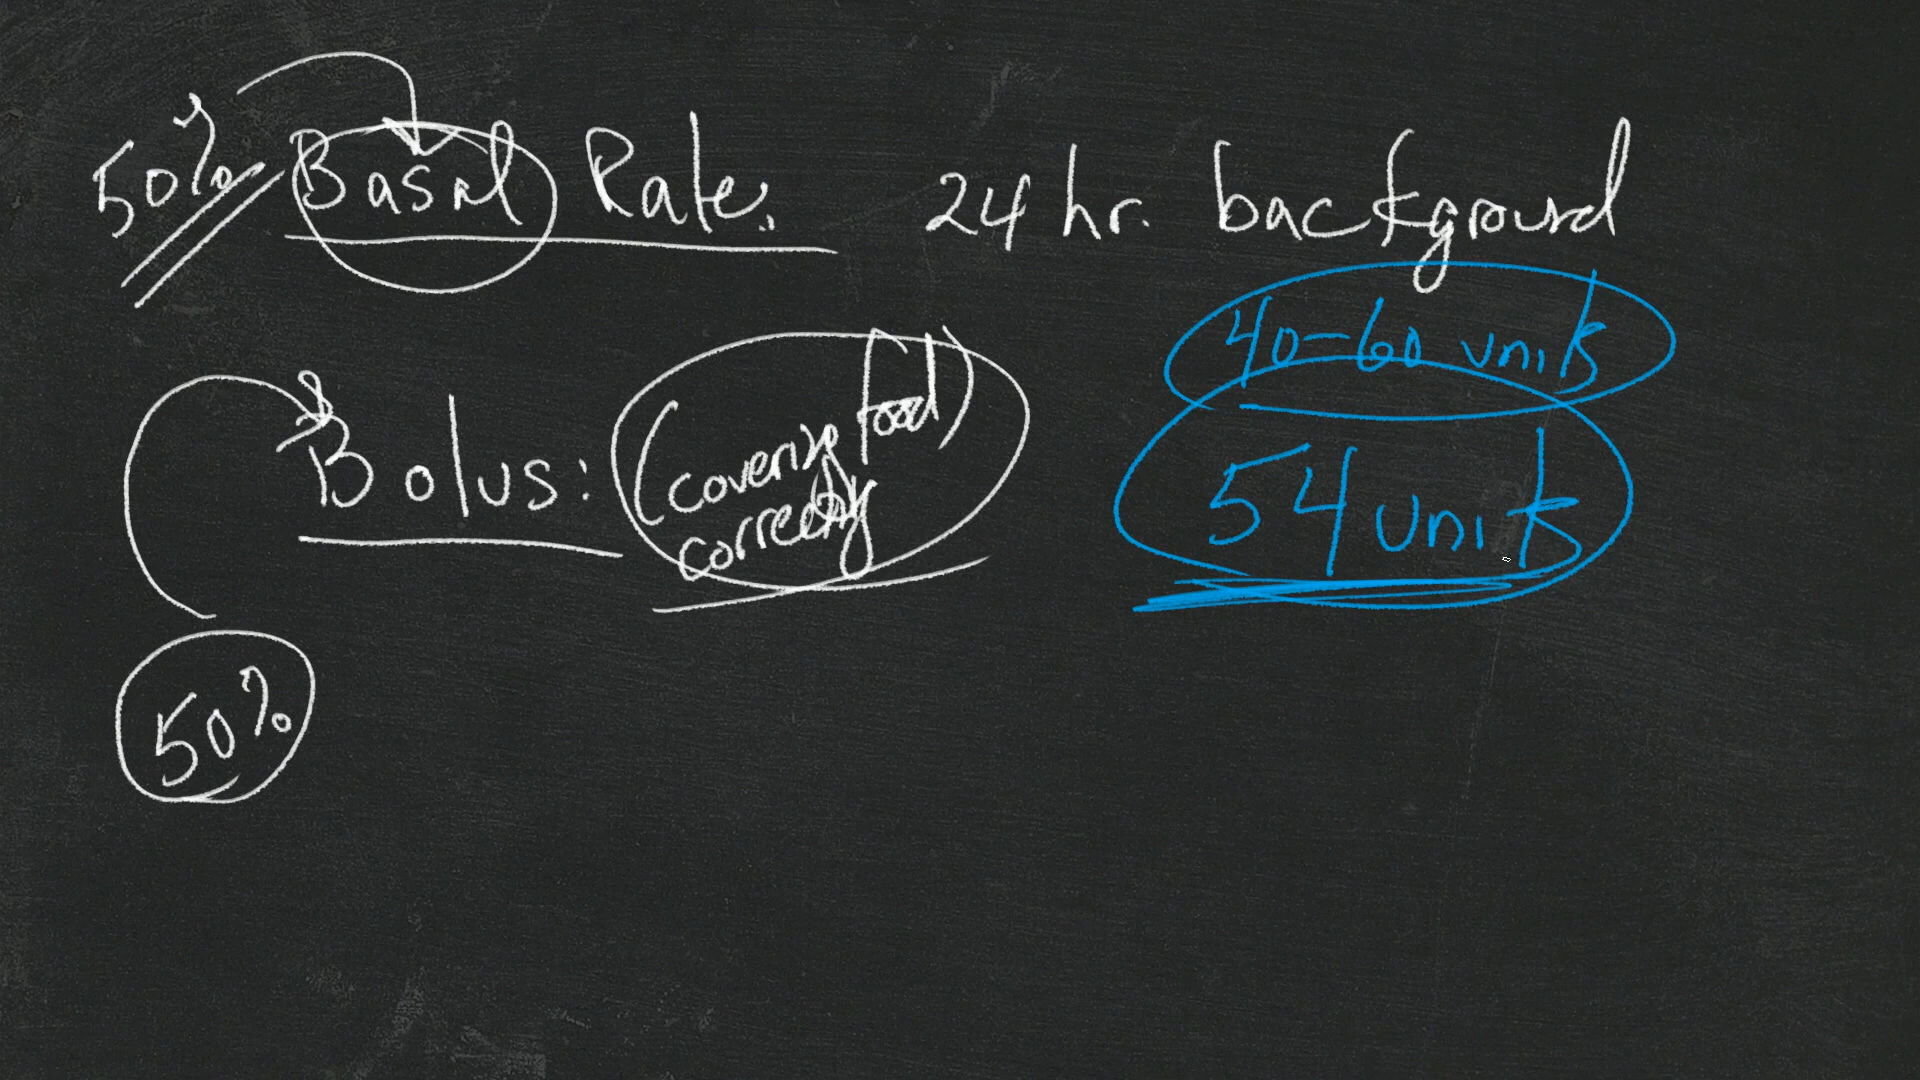 50% Basal Rate: 24 hr. background
40-60 units
Bolus: (covering food)
correcting
54 units
50%